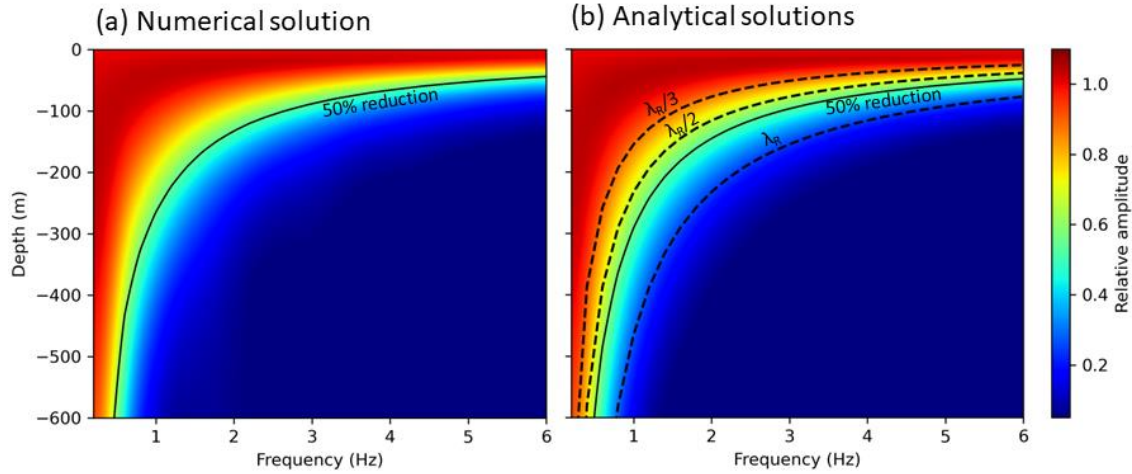 (a) Numerical solution
(b) Analytical solutions
0
−100
−200
−300
−400
−500
−600
Depth (m)
50% reduction
1
2
3
4
5
6
Frequency (Hz)
λR/3
λR/2
50% reduction
λR
1
2
3
4
5
6
Frequency (Hz)
1.0
0.8
0.6
0.4
0.2
Relative amplitude